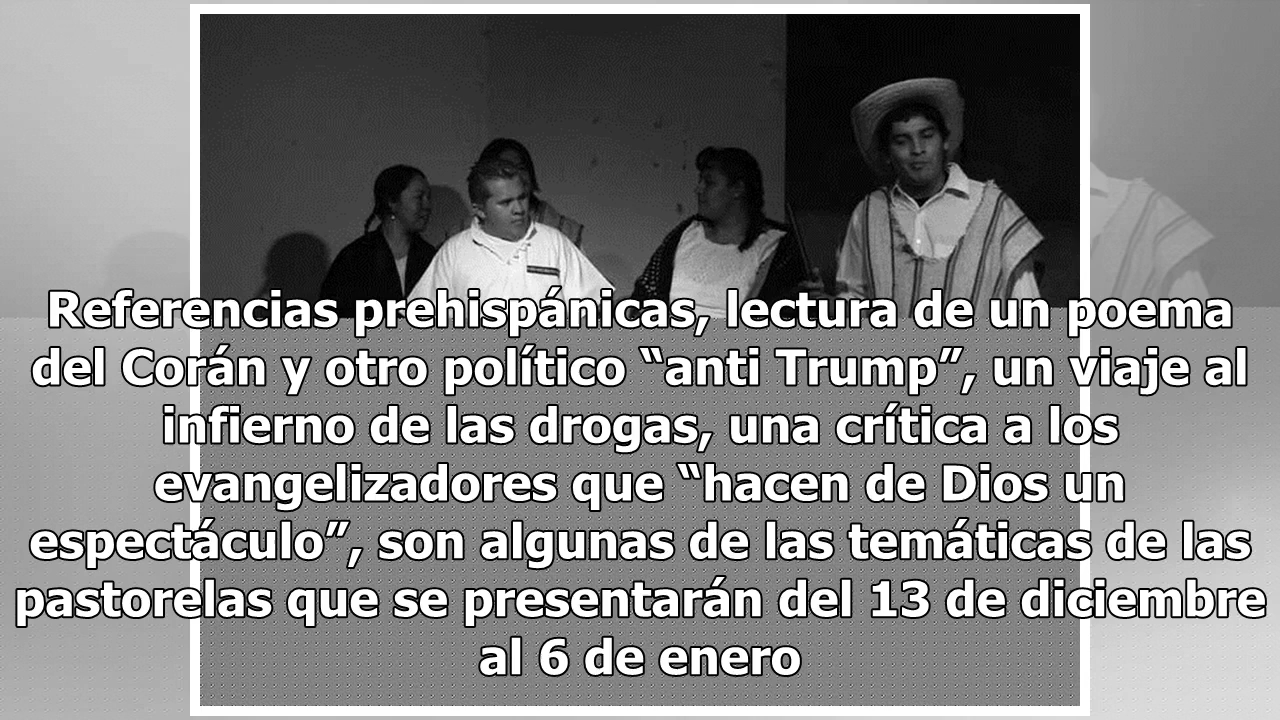 Referencias prehispánicas, lectura de un poema
del Corán y otro político “anti Trump”, un viaje al
infierno de las drogas, una crítica a los
evangelizadores que “hacen de Dios un
espectáculo”, son algunas de las temáticas de las
pastorelas que se presentarán del 13 de diciembre
al 6 de enero